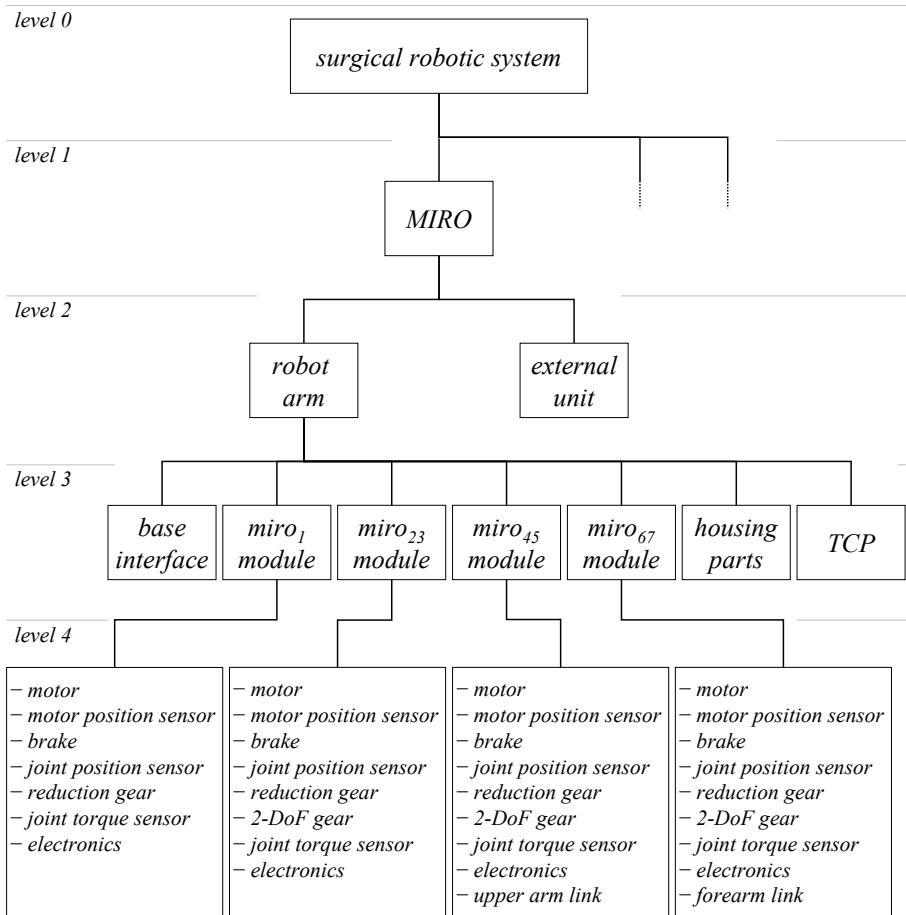 level 0
surgical robotic system
level 1
MIRO
level 2
robot
arm
external
unit
level 3
base
interface
miro₁
module
miro₂₃
module
miro₄₅
module
miro₆₇
module
housing
parts
TCP
level 4
– motor
– motor position sensor
– brake
– joint position sensor
– reduction gear
– joint torque sensor
– electronics
– motor
– motor position sensor
– brake
– joint position sensor
– reduction gear
– 2-DoF gear
– joint torque sensor
– electronics
– motor
– motor position sensor
– brake
– joint position sensor
– reduction gear
– 2-DoF gear
– joint torque sensor
– electronics
– upper arm link
– motor
– motor position sensor
– brake
– joint position sensor
– reduction gear
– 2-DoF gear
– joint torque sensor
– electronics
– forearm link